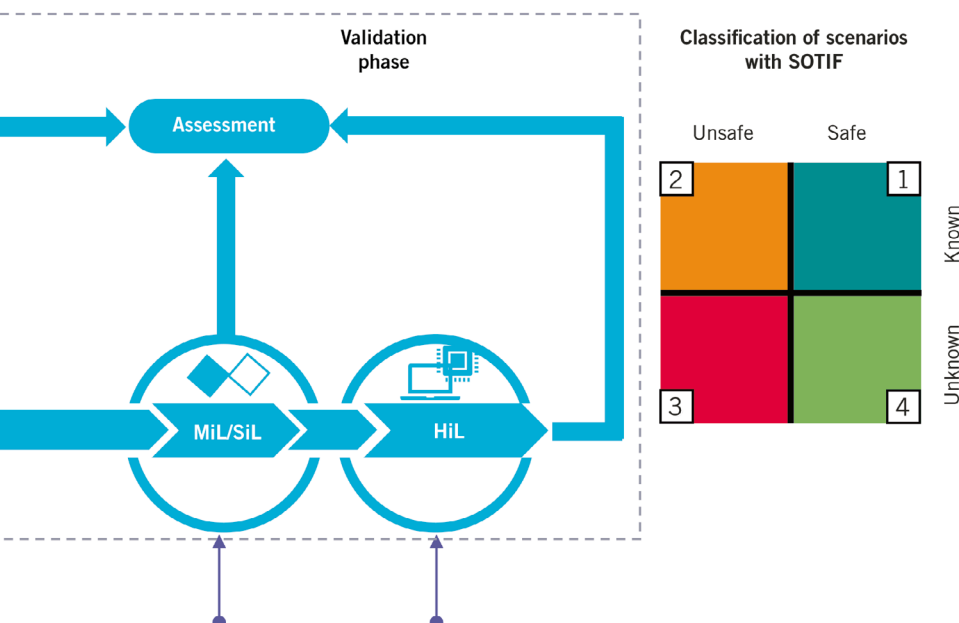 Validation
phase
Assessment
MiL/SiL
HiL
Classification of scenarios
with SOTIF
Unsafe
Safe
2
1
Known
3
4
Unknown